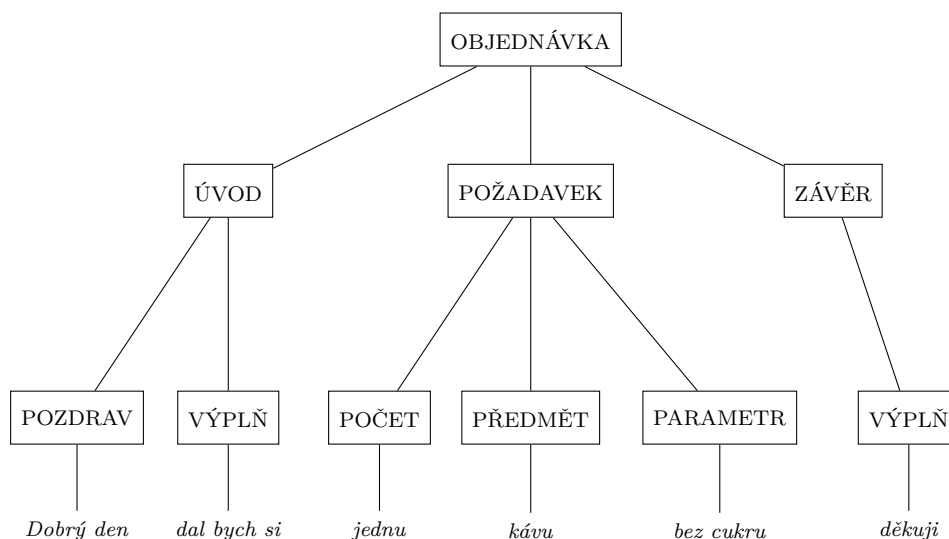 OBJEDNÁVKA
ÚVOD POŽADAVEK ZÁVĚR
POZDRAV VÝPLŇ POČET PŘEDMĚT PARAMETR VÝPLŇ
Dobrý den dal bych si jednu kávu bez cukru děkuji